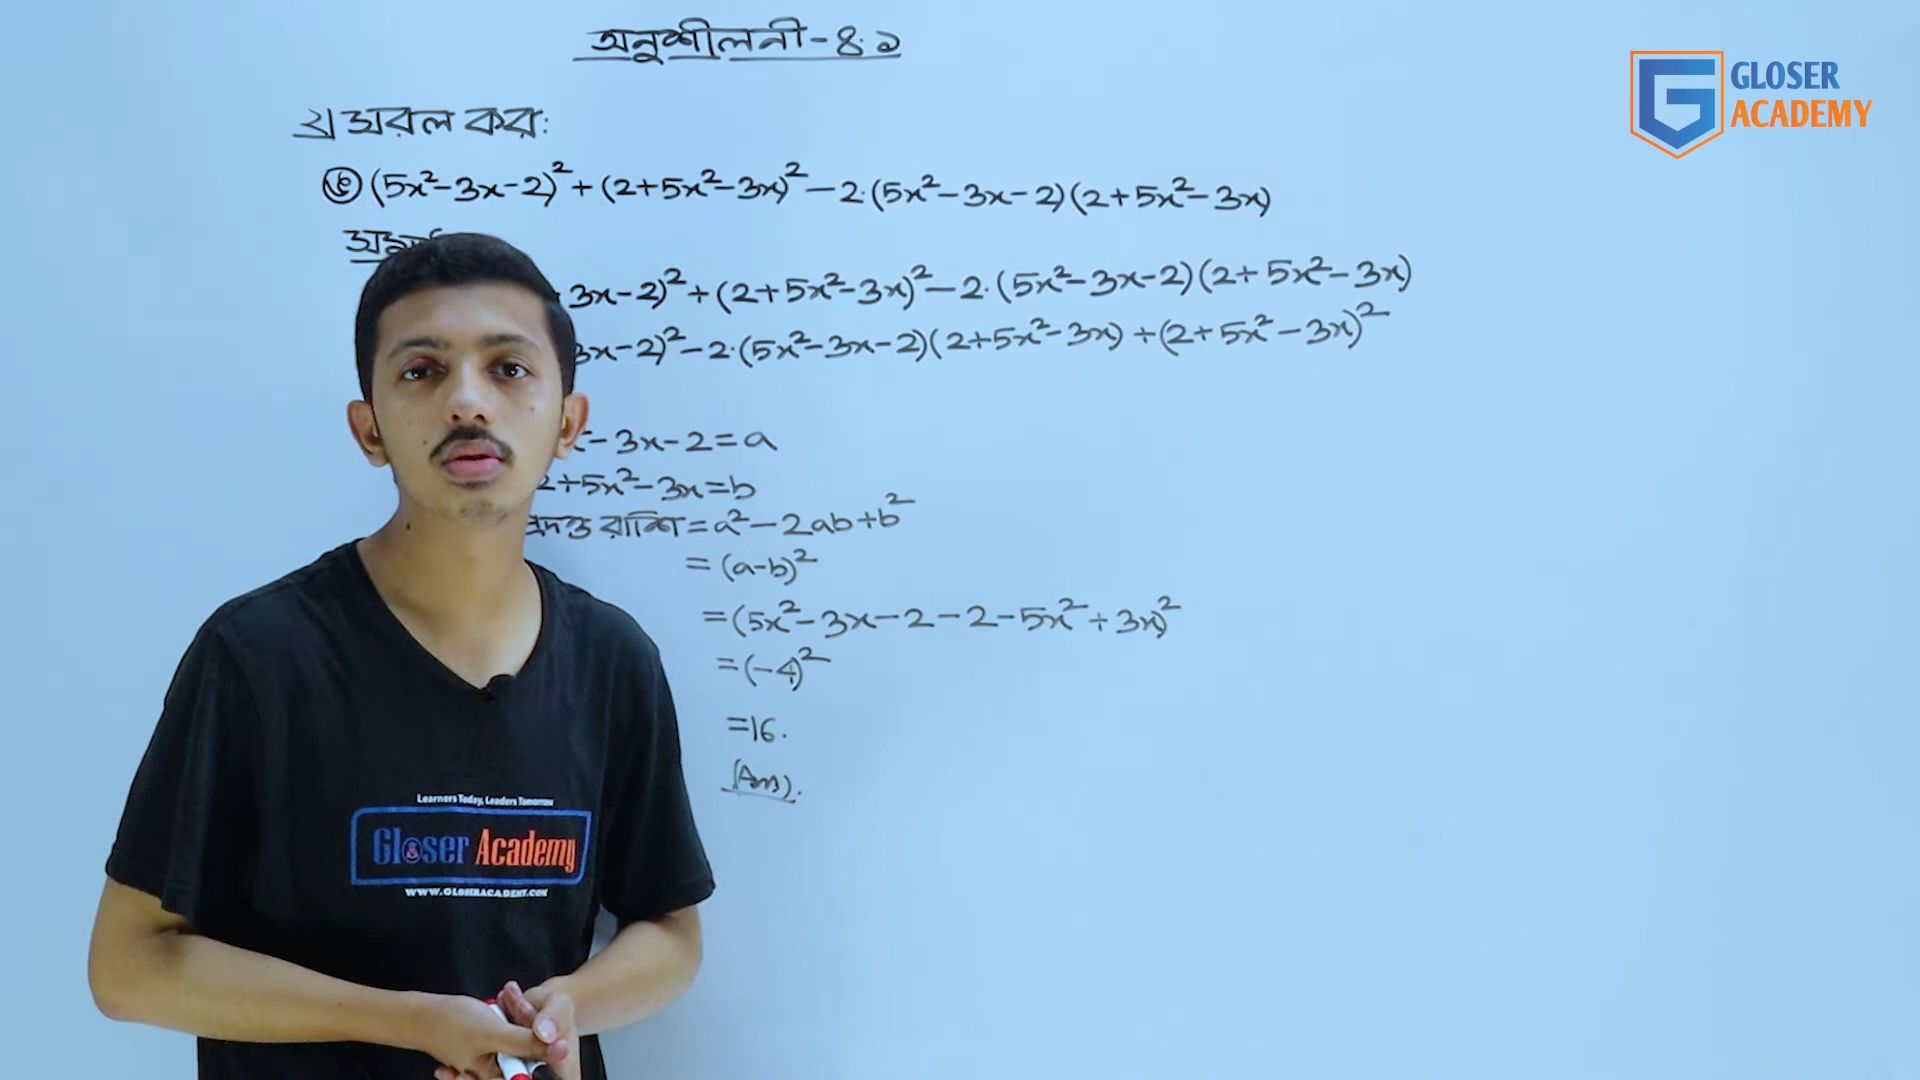 অনুশীলনী - ৪.১
GLOSER
ACADEMY
২) সরল কর:
ⓔ (5x² - 3x - 2)² + (2 + 5x² - 3x)² - 2·(5x² - 3x - 2)(2 + 5x² - 3x)
3x - 2)² + (2 + 5x² - 3x)² - 2·(5x² - 3x - 2)(2 + 5x² - 3x)
3x - 2)² - 2·(5x² - 3x - 2)(2 + 5x² - 3x) + (2 + 5x² - 3x)²
- 3x - 2 = a
2 + 5x² - 3x = b
প্রদত্ত রাশি = a² - 2ab + b²
= (a - b)²
= (5x² - 3x - 2 - 2 - 5x² + 3x)²
= (-4)²
= 16.
(Ans).
Learners Today, Leaders Tomorrow
Gloser Academy
WWW.GLOSERACADEMY.COM